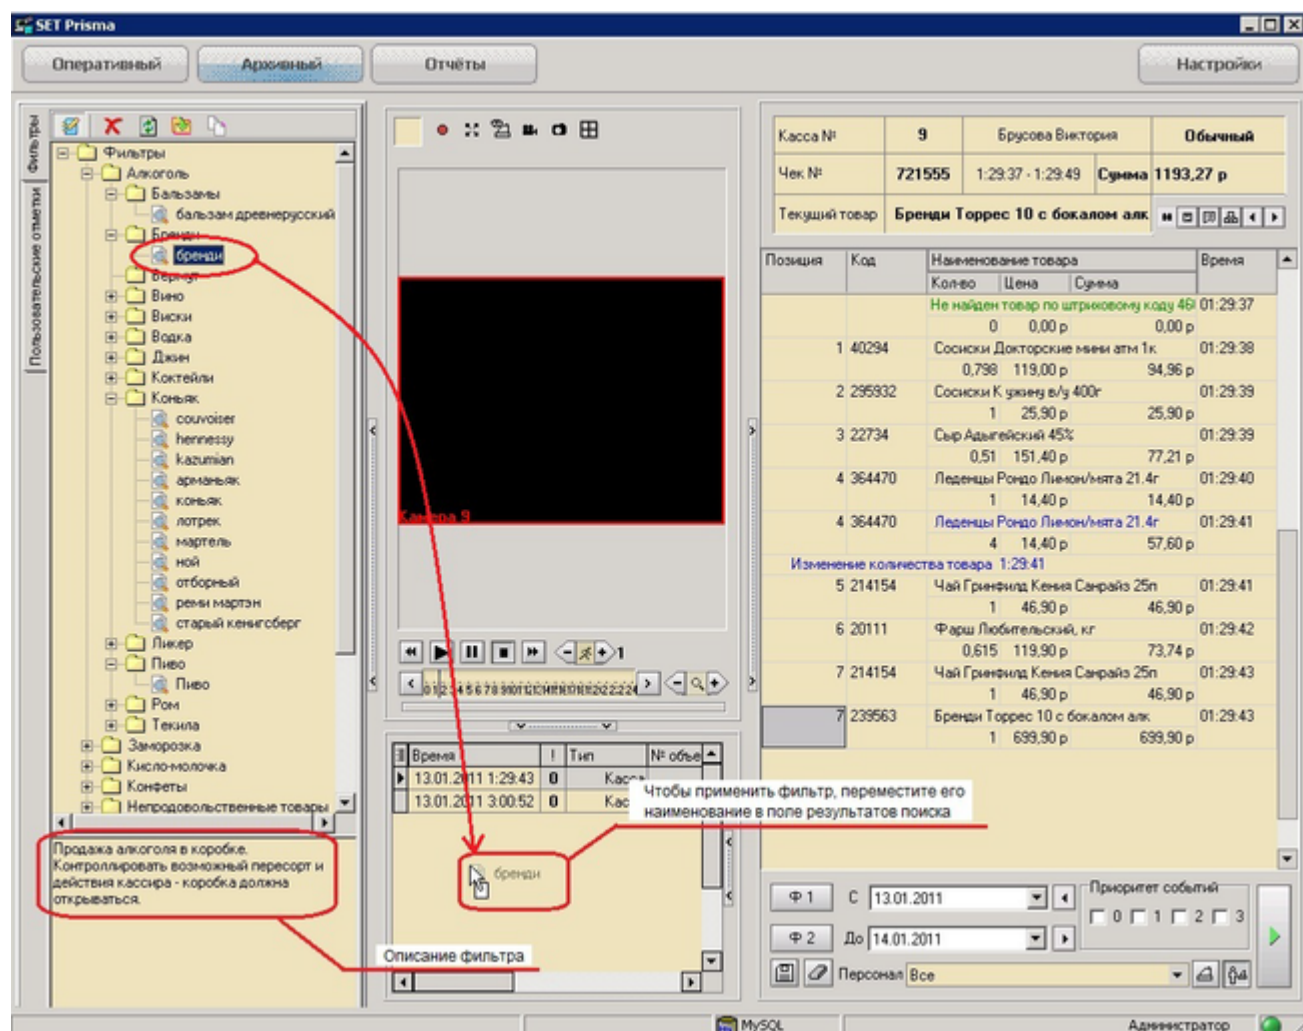 SET Prisma
Оперативный Архивный Отчёты Настройки
Фильтры
Пользовательские отметки
Фильтры
Алкоголь
Бальзамы
бальзам древнерусский
Бренди
бренди
Вермут
Вино
Виски
Водка
Джин
Коктейли
Коньяк
couvoiser
hennessy
kazumian
арманьяк
коньяк
лотрек
мартель
ной
отборный
реми мартэн
старый кенигсберг
Ликер
Пиво
Пиво
Ром
Текила
Заморозка
Кисло-молочка
Конфеты
Непродовольственные товары
Продажа алкоголя в коробке.
Контроллировать возможный пересорт и
действия кассира - коробка должна
открываться.
Описание фильтра
Камера 9
1
Время ! Тип № объе
13.01.2011 1:29:43 0 Касса
13.01.2011 3:00:52 0 Кас
бренди
Чтобы применить фильтр, переместите его
наименование в поле результатов поиска
Касса № 9 Брусова Виктория Обычный
Чек № 721555 1:29:37 - 1:29:49 Сумма 1193,27 р
Текущий товар Бренди Торрес 10 с бокалом алк
Позиция Код Наименование товара Время
Кол-во Цена Сумма
Не найден товар по штриховому коду 46 01:29:37
0 0,00 р 0,00 р
1 40294 Сосиски Докторские мини атм 1к 01:29:38
0,798 119,00 р 94,96 р
2 295932 Сосиски К ужину в/у 400г 01:29:39
1 25,90 р 25,90 р
3 22734 Сыр Адыгейский 45% 01:29:39
0,51 151,40 р 77,21 р
4 364470 Леденцы Рондо Лимон/мята 21.4г 01:29:40
1 14,40 р 14,40 р
4 364470 Леденцы Рондо Лимон/мята 21.4г 01:29:41
4 14,40 р 57,60 р
Изменение количества товара 1:29:41
5 214154 Чай Гринфилд Кения Санрайз 25п 01:29:41
1 46,90 р 46,90 р
6 20111 Фарш Любительский, кг 01:29:42
0,615 119,90 р 73,74 р
7 214154 Чай Гринфилд Кения Санрайз 25п 01:29:43
1 46,90 р 46,90 р
7 239563 Бренди Торрес 10 с бокалом алк. 01:29:43
1 699,90 р 699,90 р
Ф 1 С 13.01.2011 Приоритет событий
0 1 2 3
Ф 2 До 14.01.2011
Персонал Все
MySQL Администратор